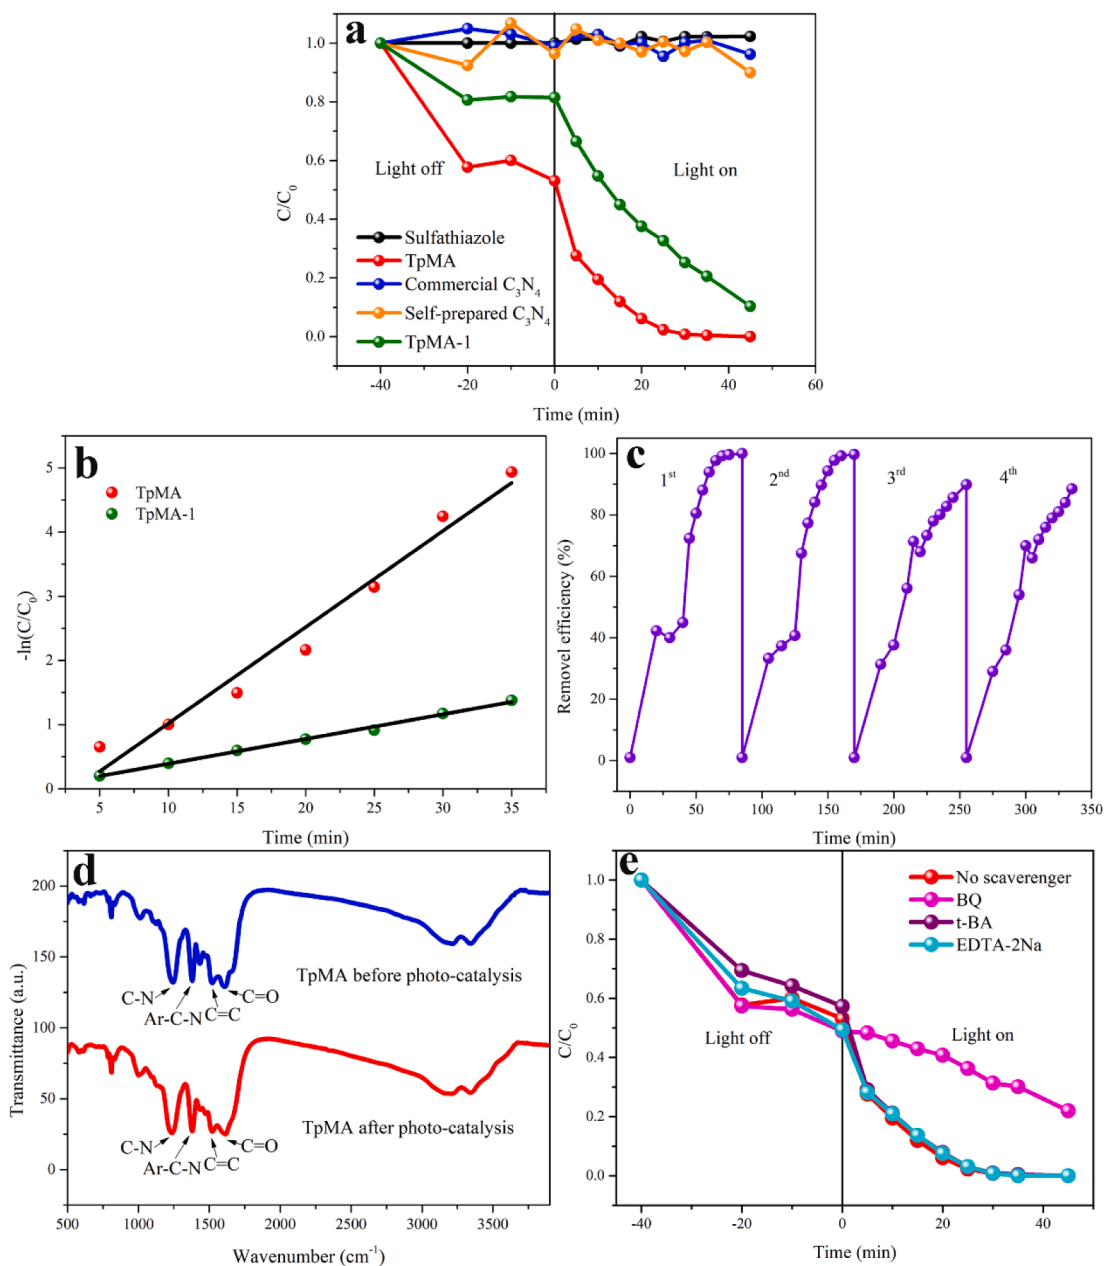 a
1.0
0.8
0.6
0.4
0.2
0.0
C/C₀
Light off
Light on
Sulfathiazole
TpMA
Commercial C₃N₄
Self-prepared C₃N₄
TpMA-1
-40
-20
0
20
40
60
Time (min)
b
5
4
3
2
1
0
-ln(C/C₀)
TpMA
TpMA-1
5
10
15
20
25
30
35
Time (min)
c
100
80
60
40
20
0
Removel efficiency (%)
1ˢᵗ
2ⁿᵈ
3ʳᵈ
4ᵗʰ
0
50
100
150
200
250
300
350
Time (min)
d
200
150
100
50
0
Transmittance (a.u.)
TpMA before photo-catalysis
C-N
Ar-C-N
C=C
C=O
TpMA after photo-catalysis
C-N
Ar-C-N
C=C
C=O
500
1000
1500
2000
2500
3000
3500
Wavenumber (cm⁻¹)
e
1.0
0.8
0.6
0.4
0.2
0.0
C/C₀
No scaverenger
BQ
t-BA
EDTA-2Na
Light off
Light on
-40
-20
0
20
40
Time (min)